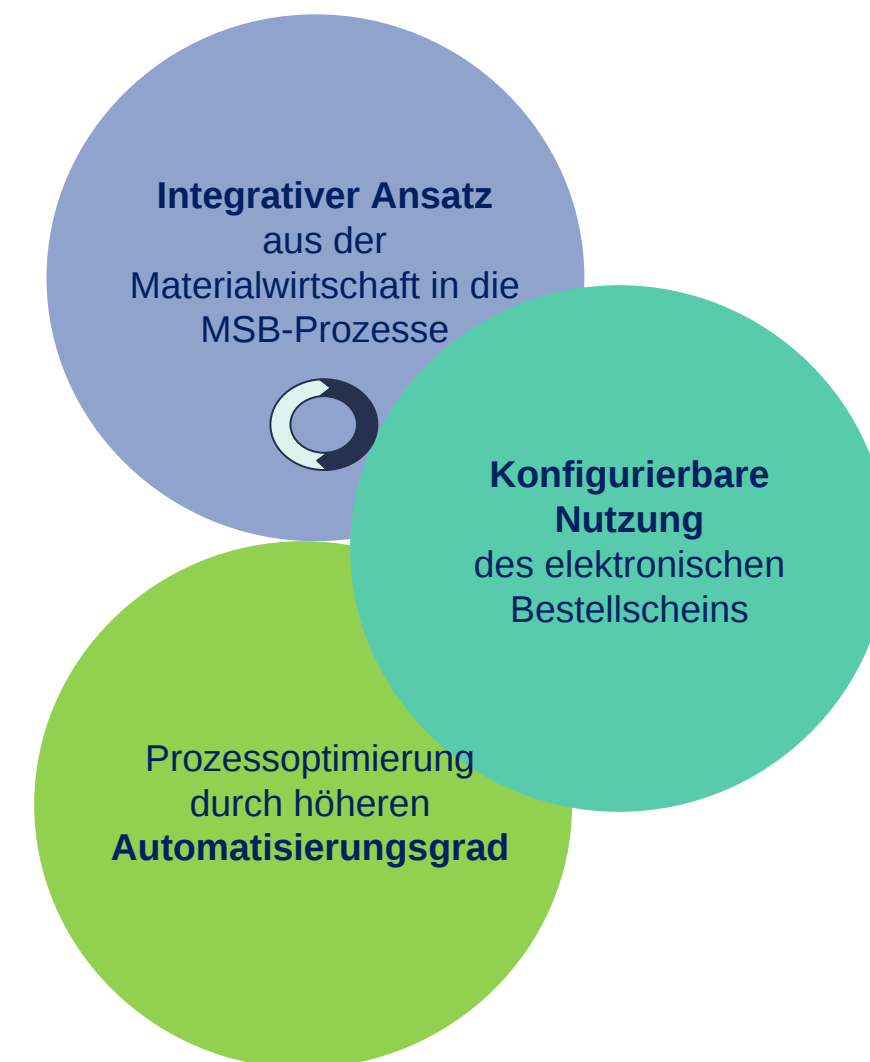 Integrativer Ansatz
aus der
Materialwirtschaft in die
MSB-Prozesse
Konfigurierbare
Nutzung
des elektronischen
Bestellscheins
Prozessoptimierung
durch höheren
Automatisierungsgrad